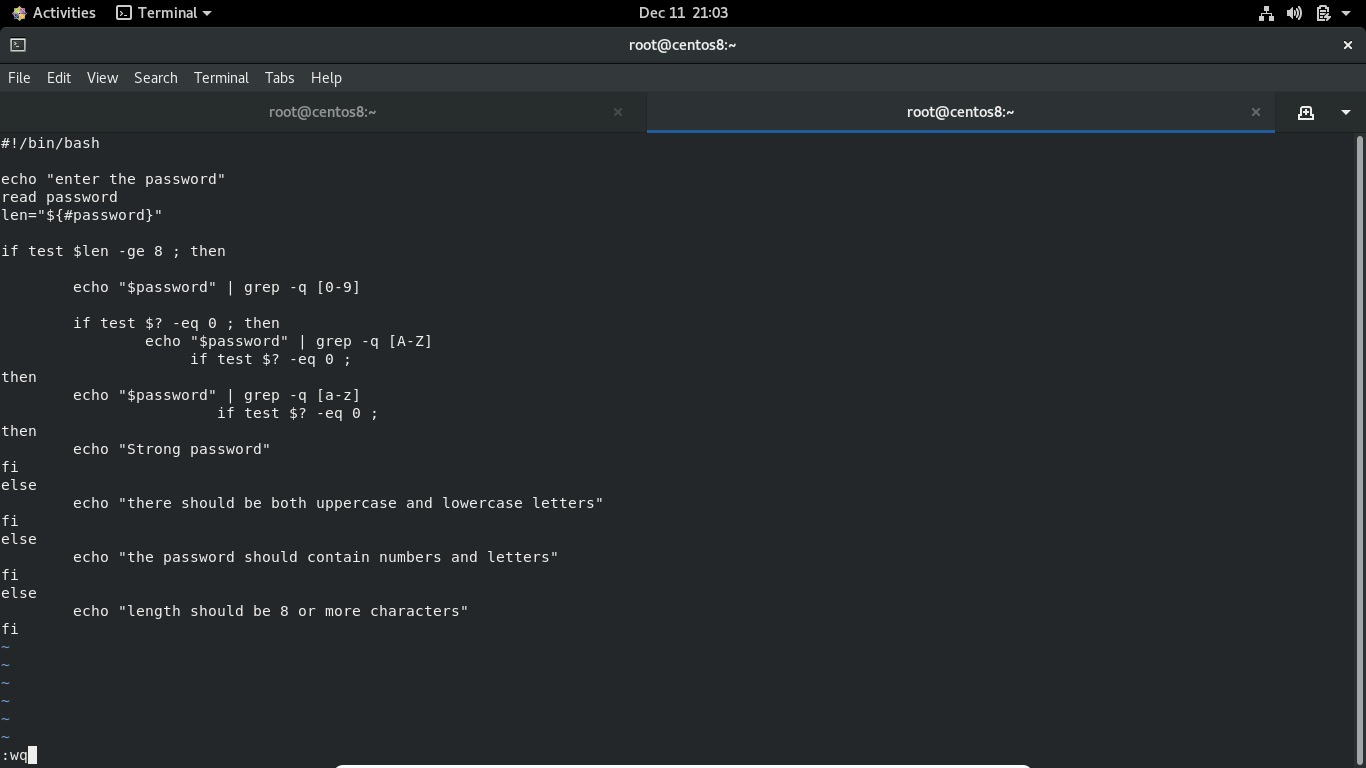 Activities Terminal Dec 11 21:03
root@centos8:~
File Edit View Search Terminal Tabs Help
root@centos8:~ root@centos8:~
#!/bin/bash
echo "enter the password"
read password
len="${#password}"
if test $len -ge 8 ; then
echo "$password" | grep -q [0-9]
if test $? -eq 0 ; then
echo "$password" | grep -q [A-Z]
if test $? -eq 0 ;
then
echo "$password" | grep -q [a-z]
if test $? -eq 0 ;
then
echo "Strong password"
fi
else
echo "there should be both uppercase and lowercase letters"
fi
else
echo "the password should contain numbers and letters"
fi
else
echo "length should be 8 or more characters"
fi
~
~
~
~
~
~
:wq